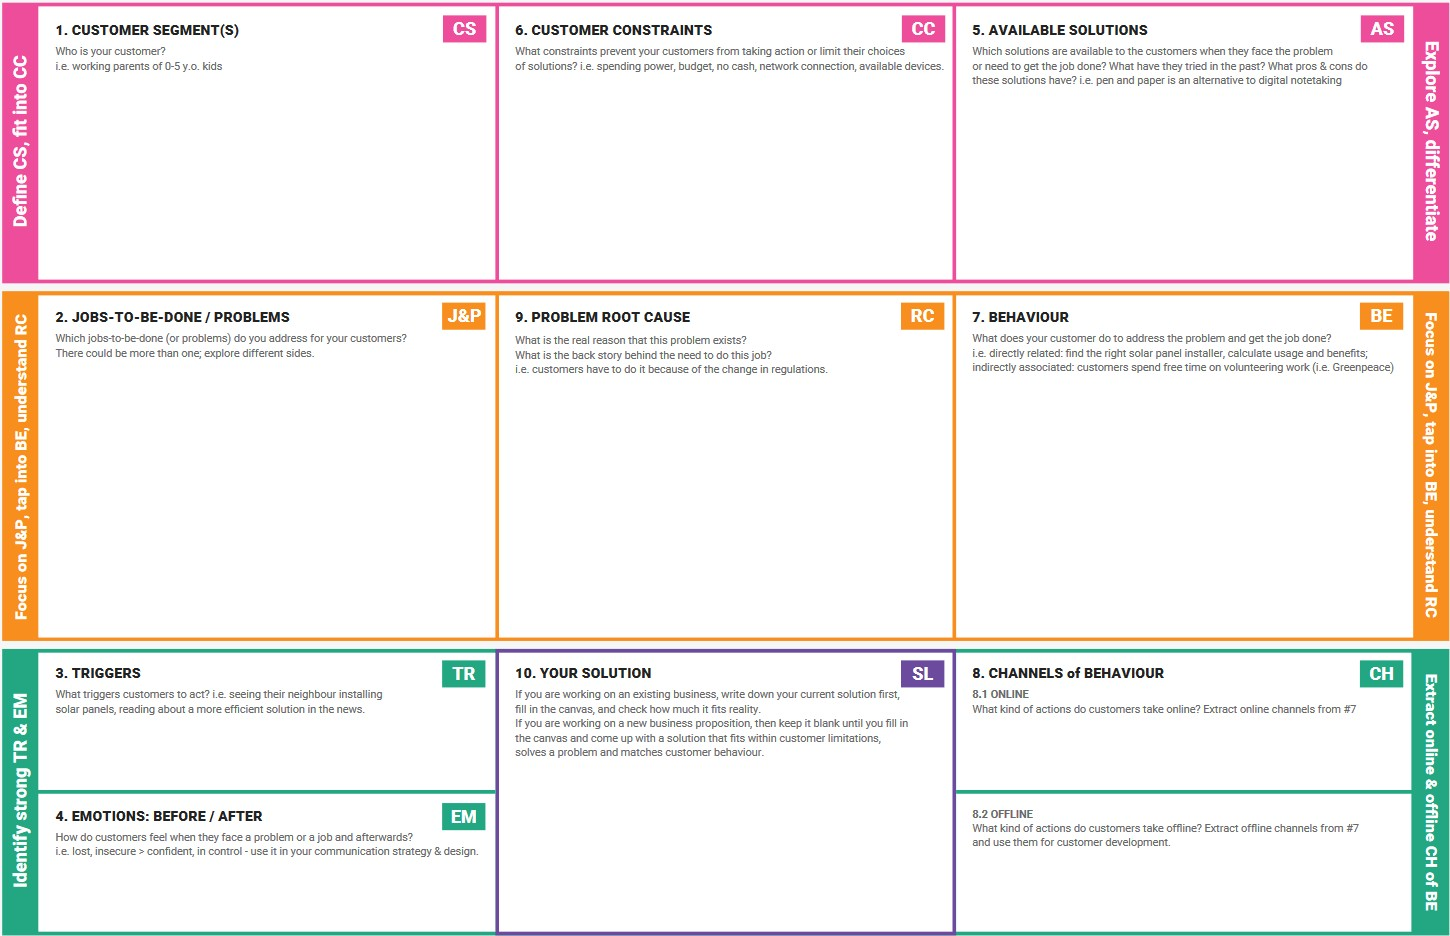 Define CS, fit into CC
1. CUSTOMER SEGMENT(S)
CS
Who is your customer?
i.e. working parents of 0-5 y.o. kids
6. CUSTOMER CONSTRAINTS
CC
What constraints prevent your customers from taking action or limit their choices
of solutions? i.e. spending power, budget, no cash, network connection, available devices.
5. AVAILABLE SOLUTIONS
AS
Which solutions are available to the customers when they face the problem
or need to get the job done? What have they tried in the past? What pros & cons do
these solutions have? i.e. pen and paper is an alternative to digital notetaking
Explore AS, differentiate
Focus on J&P, tap into BE, understand RC
2. JOBS-TO-BE-DONE / PROBLEMS
J&P
Which jobs-to-be-done (or problems) do you address for your customers?
There could be more than one; explore different sides.
9. PROBLEM ROOT CAUSE
RC
What is the real reason that this problem exists?
What is the back story behind the need to do this job?
i.e. customers have to do it because of the change in regulations.
7. BEHAVIOUR
BE
What does your customer do to address the problem and get the job done?
i.e. directly related: find the right solar panel installer, calculate usage and benefits;
indirectly associated: customers spend free time on volunteering work (i.e. Greenpeace)
Focus on J&P, tap into BE, understand RC
Identify strong TR & EM
3. TRIGGERS
TR
What triggers customers to act? i.e. seeing their neighbour installing
solar panels, reading about a more efficient solution in the news.
4. EMOTIONS: BEFORE / AFTER
EM
How do customers feel when they face a problem or a job and afterwards?
i.e. lost, insecure > confident, in control - use it in your communication strategy & design.
10. YOUR SOLUTION
SL
If you are working on an existing business, write down your current solution first,
fill in the canvas, and check how much it fits reality.
If you are working on a new business proposition, then keep it blank until you fill in
the canvas and come up with a solution that fits within customer limitations,
solves a problem and matches customer behaviour.
8. CHANNELS of BEHAVIOUR
CH
8.1 ONLINE
What kind of actions do customers take online? Extract online channels from #7
8.2 OFFLINE
What kind of actions do customers take offline? Extract offline channels from #7
and use them for customer development.
Extract online & offline CH of BE